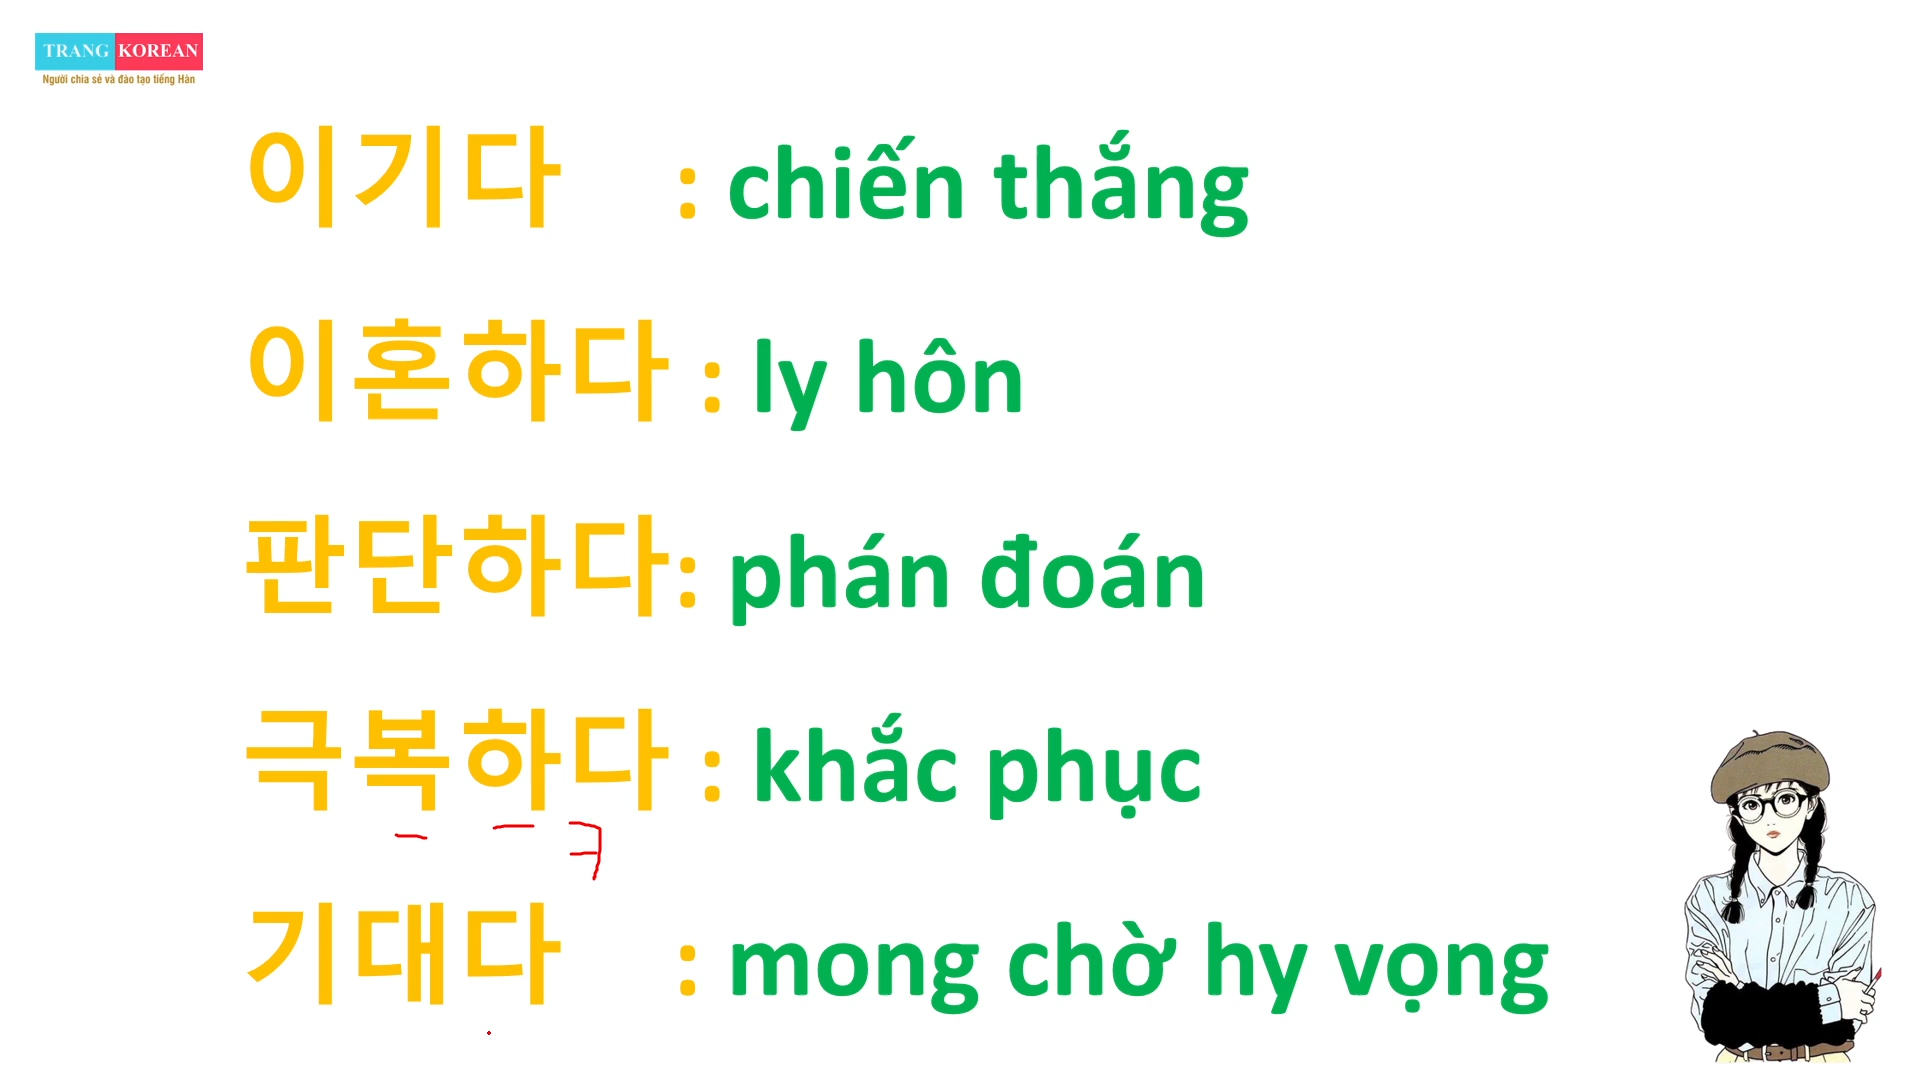 TRANG KOREAN
Người chia sẻ và đào tạo tiếng Hàn
이기다 : chiến thắng
이혼하다 : ly hôn
판단하다: phán đoán
극복하다 : khắc phục
ㅋ
기대다 : mong chờ hy vọng